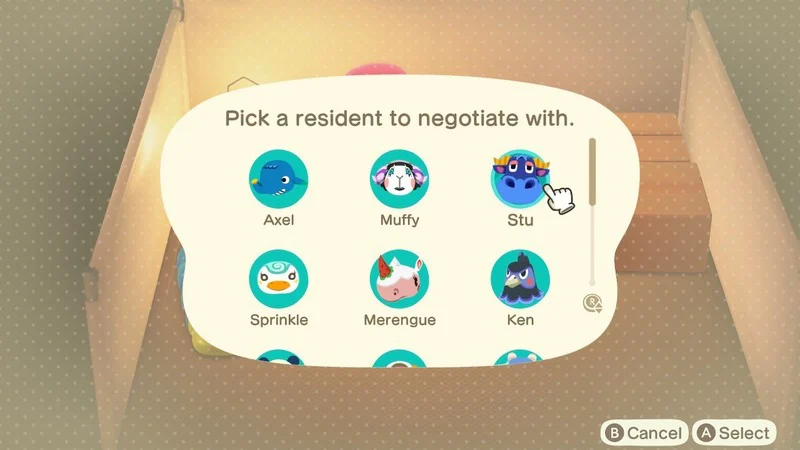 Pick a resident to negotiate with.
Axel Muffy Stu
Sprinkle Merengue Ken
R
B Cancel A Select